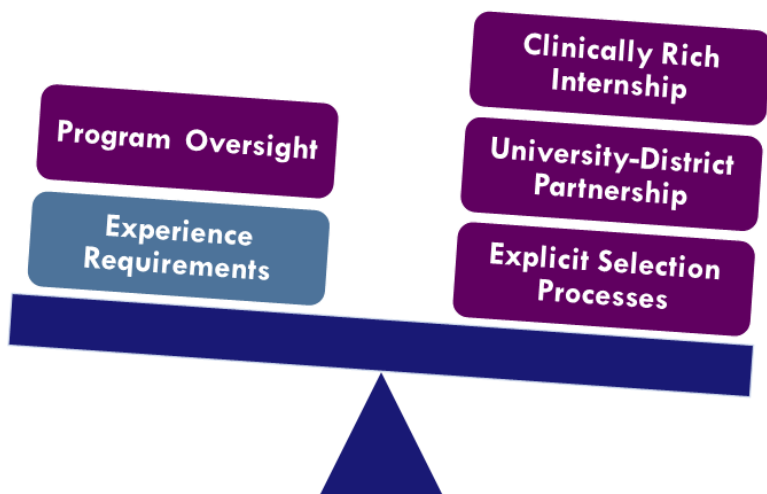 Program Oversight
Experience
Requirements
Clinically Rich
Internship
University-District
Partnership
Explicit Selection
Processes